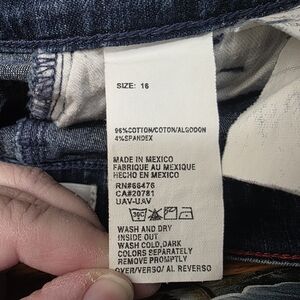 SIZE: 16
96%COTTON/COTON/ALGODON
4%SPANDEX
MADE IN MEXICO
FABRIQUE AU MEXIQUE
HECHO EN MEXICO
RN#66476
CA#20781
UAV-UAV
WASH AND DRY
INSIDE OUT
WASH COLD,DARK
COLORS SEPARATELY
REMOVE PROMPTLY
OVER/VERSO/ AL REVERSO